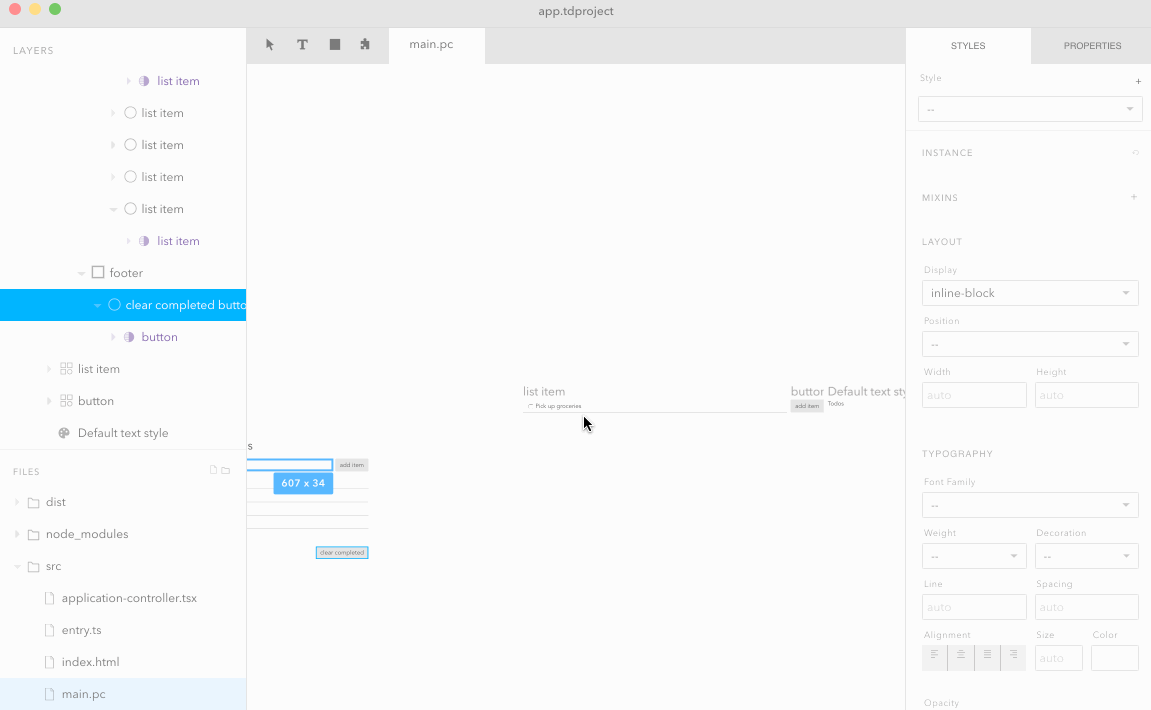 app.tdproject
LAYERS
list item
list item
list item
list item
list item
list item
footer
clear completed butto
button
list item
button
Default text style
FILES
dist
node_modules
src
application-controller.tsx
entry.ts
index.html
main.pc
T
main.pc
list item
Pick up groceries
buttor
Default text sty
add item
Todos
s
add item
607 x 34
clear completed
STYLES
PROPERTIES
Style
+
--
INSTANCE
MIXINS
+
LAYOUT
Display
inline-block
Position
--
Width
Height
auto
auto
TYPOGRAPHY
Font Family
--
Weight
Decoration
--
--
Line
Spacing
auto
auto
Alignment
Size
Color
auto
Opacity